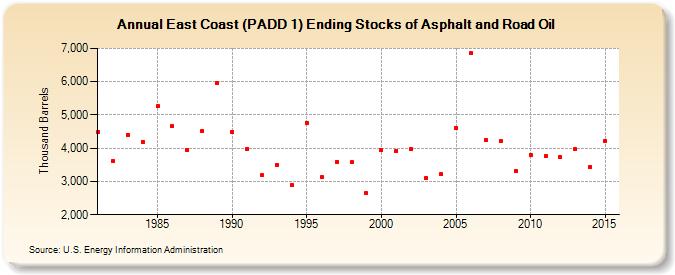 Annual East Coast (PADD 1) Ending Stocks of Asphalt and Road Oil
Thousand Barrels
7,000
6,000
5,000
4,000
3,000
2,000
1985 1990 1995 2000 2005 2010 2015
Source: U.S. Energy Information Administration